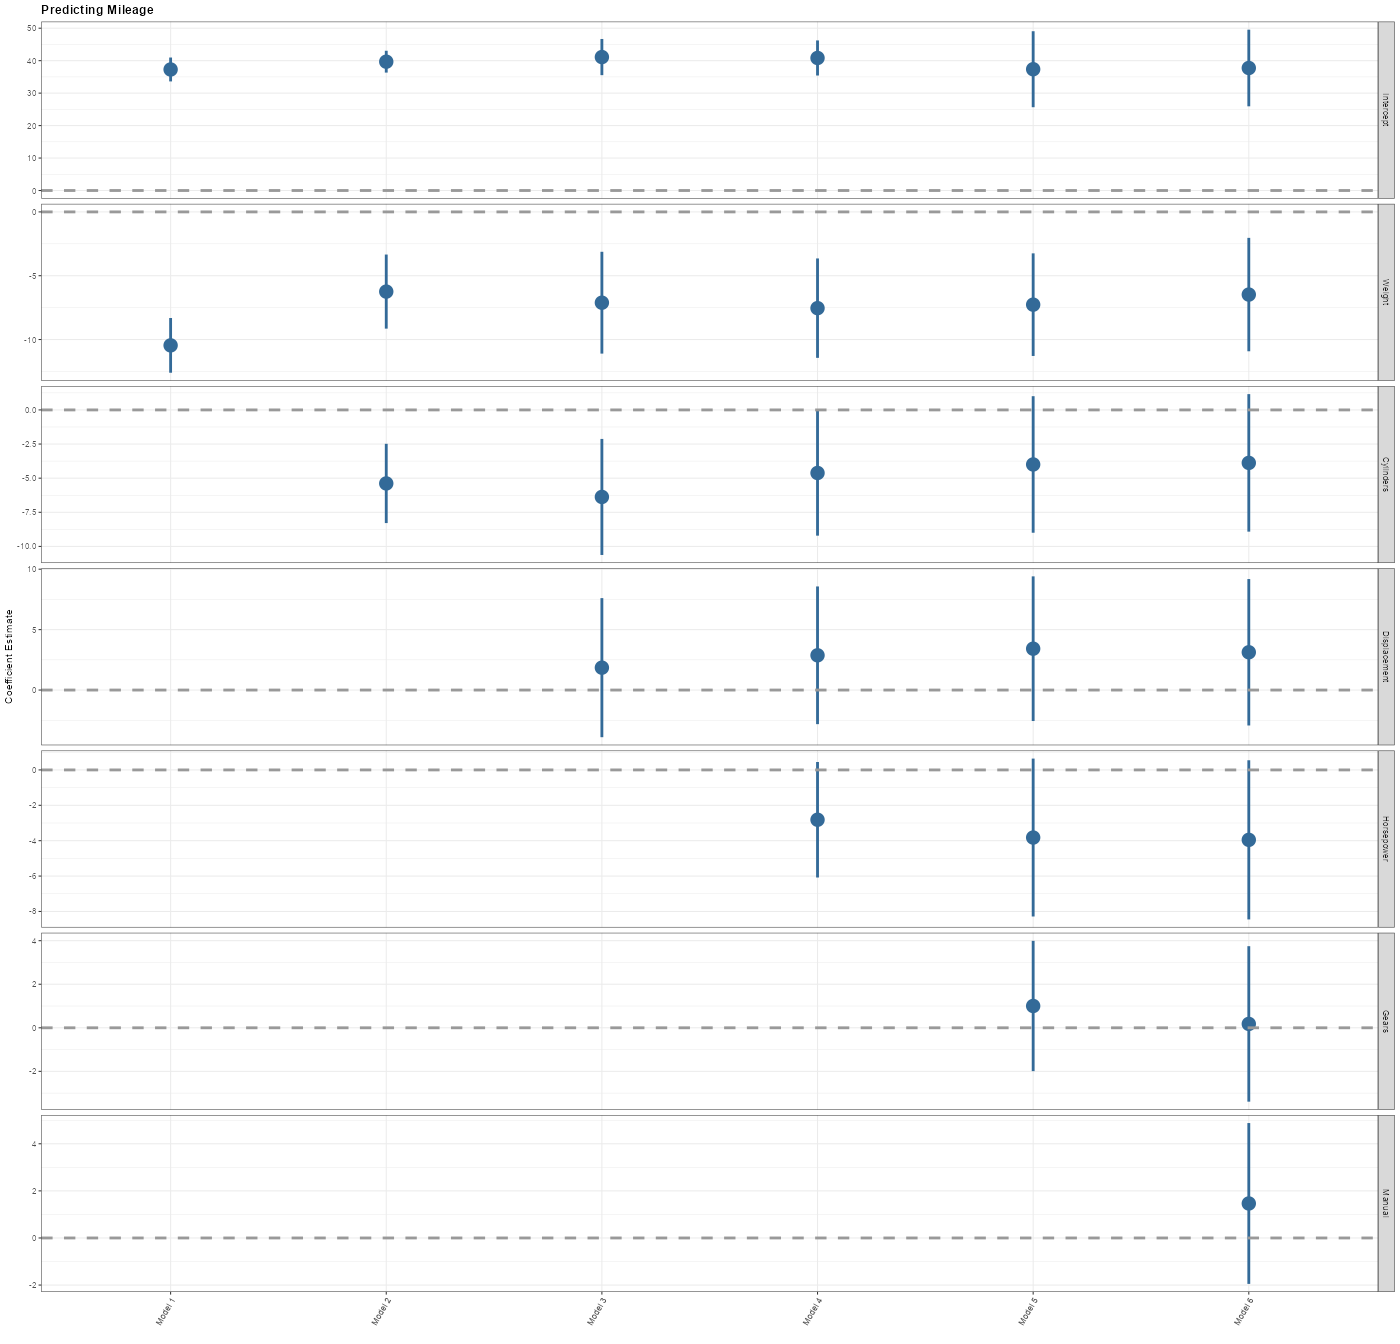 Predicting Mileage
50
40
30
20
10
0
Intercept
0
-5
-10
Weight
0.0
-2.5
-5.0
-7.5
-10.0
Cylinders
10
5
0
Displacement
Coefficient Estimate
0
-2
-4
-6
-8
Horsepower
4
2
0
-2
Gears
4
2
0
-2
Manual
Model 1
Model 2
Model 3
Model 4
Model 5
Model 6